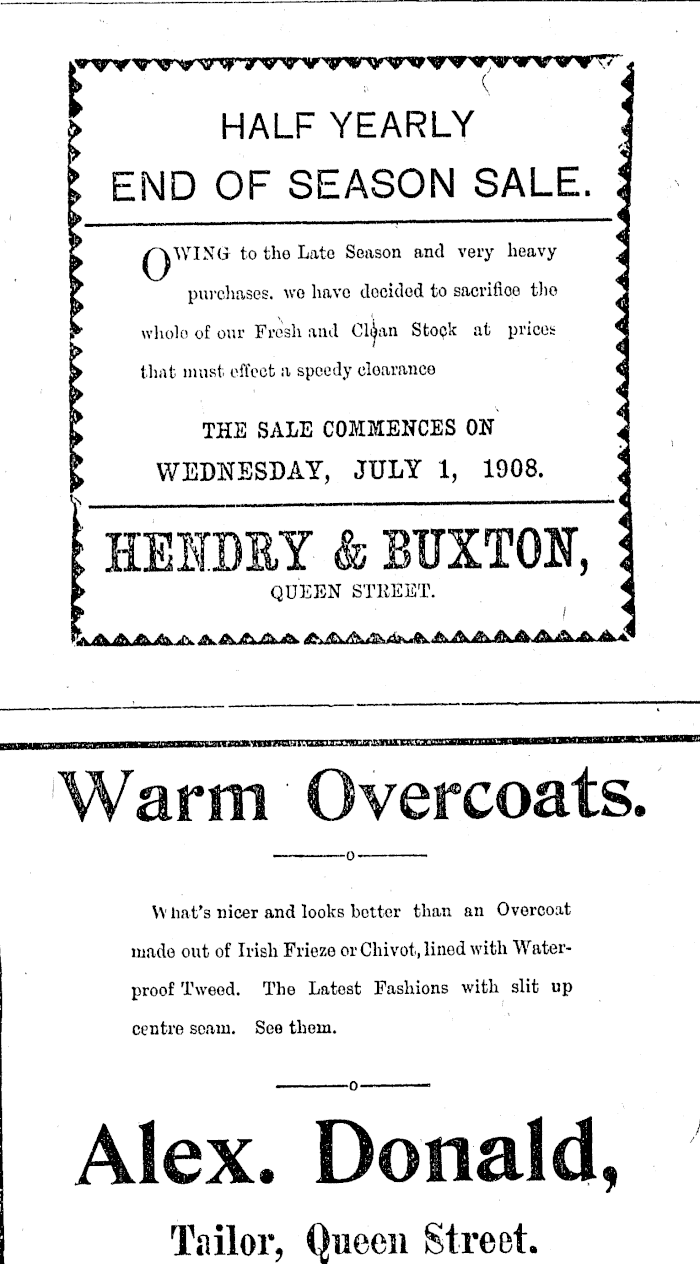 HALF YEARLY
END OF SEASON SALE.
OWING to the Late Season and very heavy
purchases. we have decided to sacrifice the
whole of our Fresh and Clean Stock at prices
that must effect a speedy clearance
THE SALE COMMENCES ON
WEDNESDAY, JULY 1, 1908.
HENDRY & BUXTON,
QUEEN STREET.
Warm Overcoats.
What's nicer and looks better than an Overcoat
made out of Irish Frieze or Chivot, lined with Water-
proof Tweed. The Latest Fashions with slit up
centre seam. See them.
Alex. Donald,
Tailor, Queen Street.